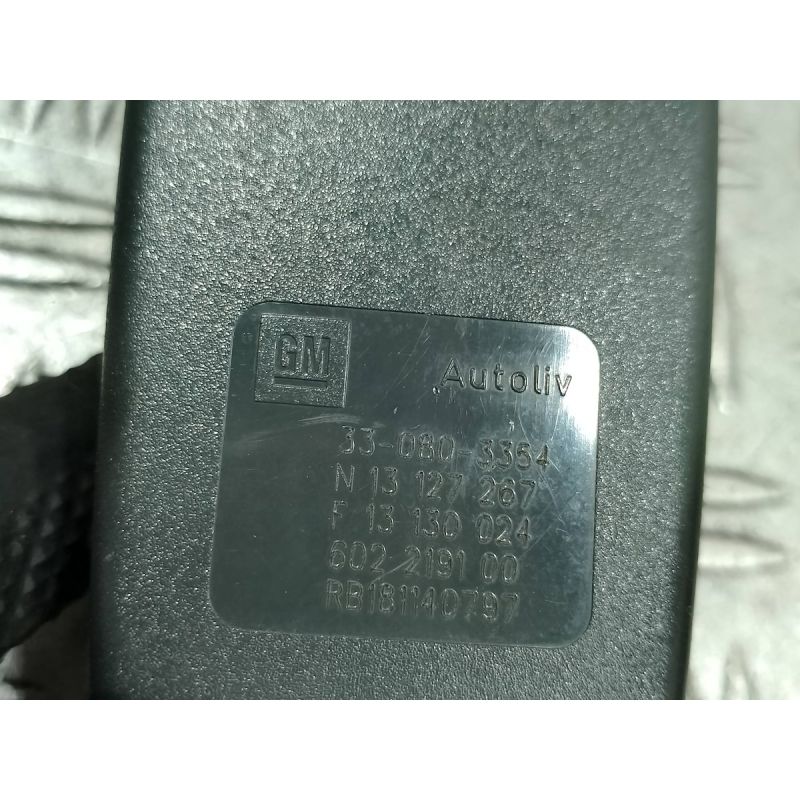 GM Autoliv
33-080-3354
N 13 127 267
F 13 130 024
602 2191 00
RB181140797